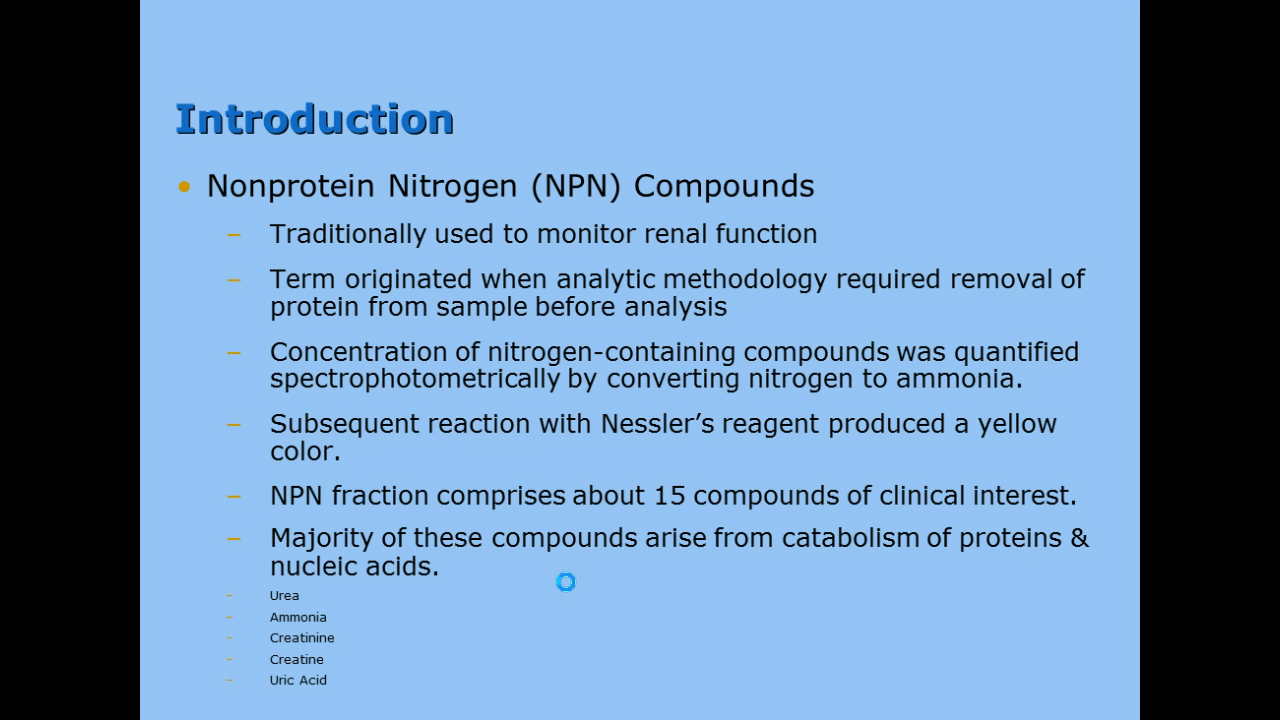 Introduction
• Nonprotein Nitrogen (NPN) Compounds
– Traditionally used to monitor renal function
– Term originated when analytic methodology required removal of
protein from sample before analysis
– Concentration of nitrogen-containing compounds was quantified
spectrophotometrically by converting nitrogen to ammonia.
– Subsequent reaction with Nessler’s reagent produced a yellow
color.
– NPN fraction comprises about 15 compounds of clinical interest.
– Majority of these compounds arise from catabolism of proteins &
nucleic acids.
– Urea
– Ammonia
– Creatinine
– Creatine
– Uric Acid